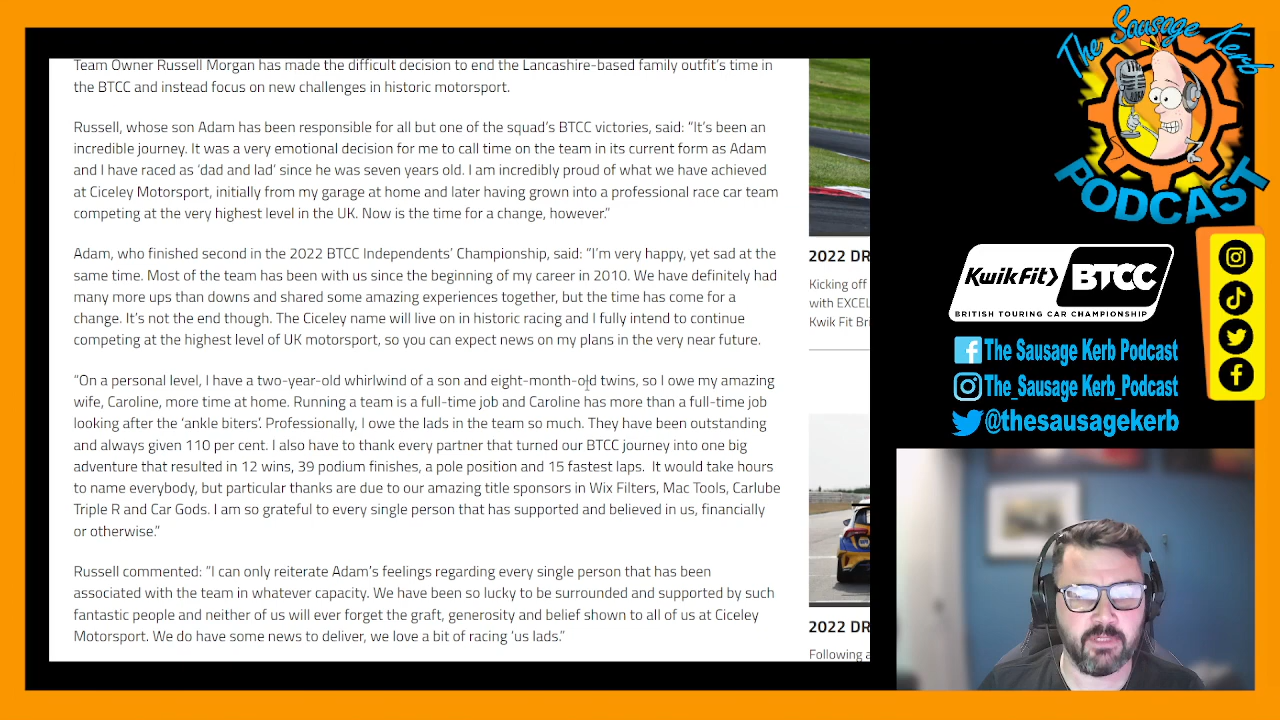 Team Owner Russell Morgan has made the difficult decision to end the Lancashire-based family outfit's time in
the BTCC and instead focus on new challenges in historic motorsport.
Russell, whose son Adam has been responsible for all but one of the squad's BTCC victories, said: “It's been an
incredible journey. It was a very emotional decision for me to call time on the team in its current form as Adam
and I have raced as ‘dad and lad’ since he was seven years old. I am incredibly proud of what we have achieved
at Ciceley Motorsport, initially from my garage at home and later having grown into a professional race car team
competing at the very highest level in the UK. Now is the time for a change, however.”
Adam, who finished second in the 2022 BTCC Independents’ Championship, said: “I’m very happy, yet sad at the
same time. Most of the team has been with us since the beginning of my career in 2010. We have definitely had
many more ups than downs and shared some amazing experiences together, but the time has come for a
change. It’s not the end though. The Ciceley name will live on in historic racing and I fully intend to continue
competing at the highest level of UK motorsport, so you can expect news on my plans in the very near future.
“On a personal level, I have a two-year-old whirlwind of a son and eight-month-old twins, so I owe my amazing
wife, Caroline, more time at home. Running a team is a full-time job and Caroline has more than a full-time job
looking after the ‘ankle biters’. Professionally, I owe the lads in the team so much. They have been outstanding
and always given 110 per cent. I also have to thank every partner that turned our BTCC journey into one big
adventure that resulted in 12 wins, 39 podium finishes, a pole position and 15 fastest laps. It would take hours
to name everybody, but particular thanks are due to our amazing title sponsors in Wix Filters, Mac Tools, Carlube
Triple R and Car Gods. I am so grateful to every single person that has supported and believed in us, financially
or otherwise.”
Russell commented: “I can only reiterate Adam’s feelings regarding every single person that has been
associated with the team in whatever capacity. We have been so lucky to be surrounded and supported by such
fantastic people and neither of us will ever forget the graft, generosity and belief shown to all of us at Ciceley
Motorsport. We do have some news to deliver, we love a bit of racing ‘us lads.”
2022 DR
Kicking off
with EXCEL
Kwik Fit Bri
2022 DR
Following a
The Sausage Kerb
PODCAST
KwikFit BTCC
BRITISH TOURING CAR CHAMPIONSHIP
The Sausage Kerb Podcast
The_Sausage Kerb_Podcast
@thesausagekerb